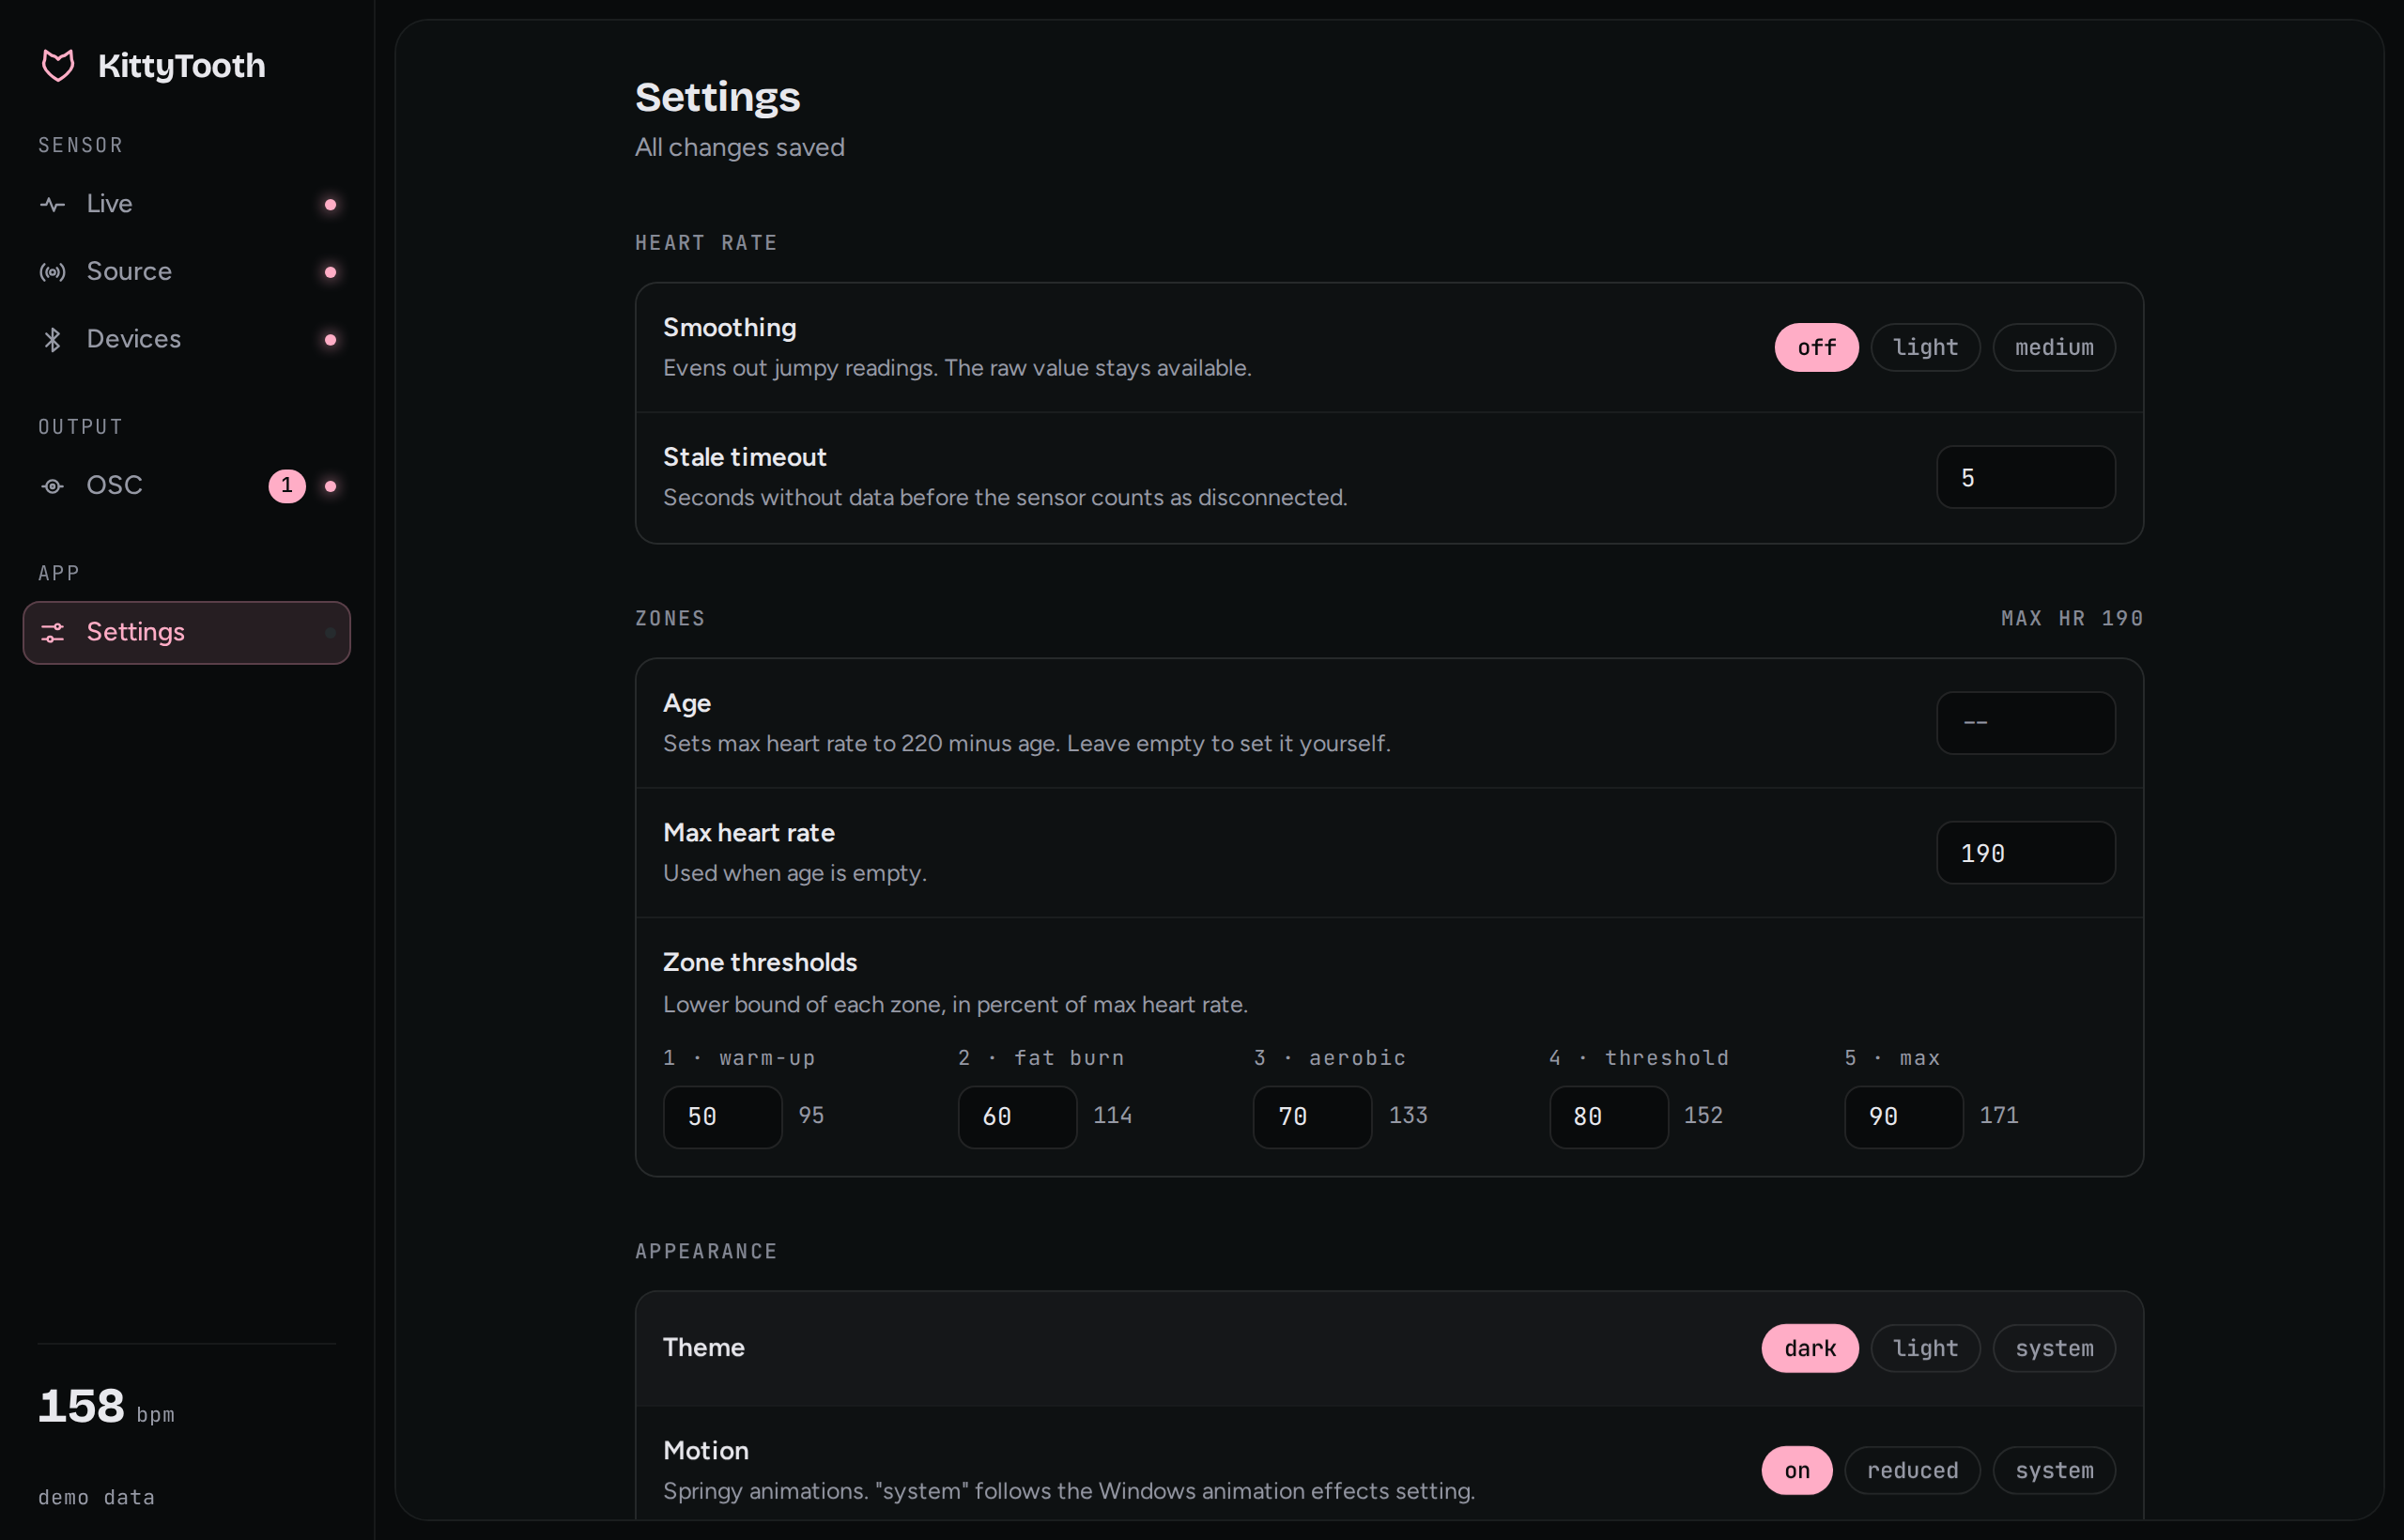 KittyTooth
SENSOR
Live
Source
Devices
OUTPUT
OSC 1
APP
Settings
158 bpm
demo data
Settings
All changes saved
HEART RATE
Smoothing
Evens out jumpy readings. The raw value stays available.
off light medium
Stale timeout
Seconds without data before the sensor counts as disconnected.
5
ZONES MAX HR 190
Age
Sets max heart rate to 220 minus age. Leave empty to set it yourself.
--
Max heart rate
Used when age is empty.
190
Zone thresholds
Lower bound of each zone, in percent of max heart rate.
1 · warm-up 2 · fat burn 3 · aerobic 4 · threshold 5 · max
50 95 60 114 70 133 80 152 90 171
APPEARANCE
Theme
dark light system
Motion
Springy animations. "system" follows the Windows animation effects setting.
on reduced system